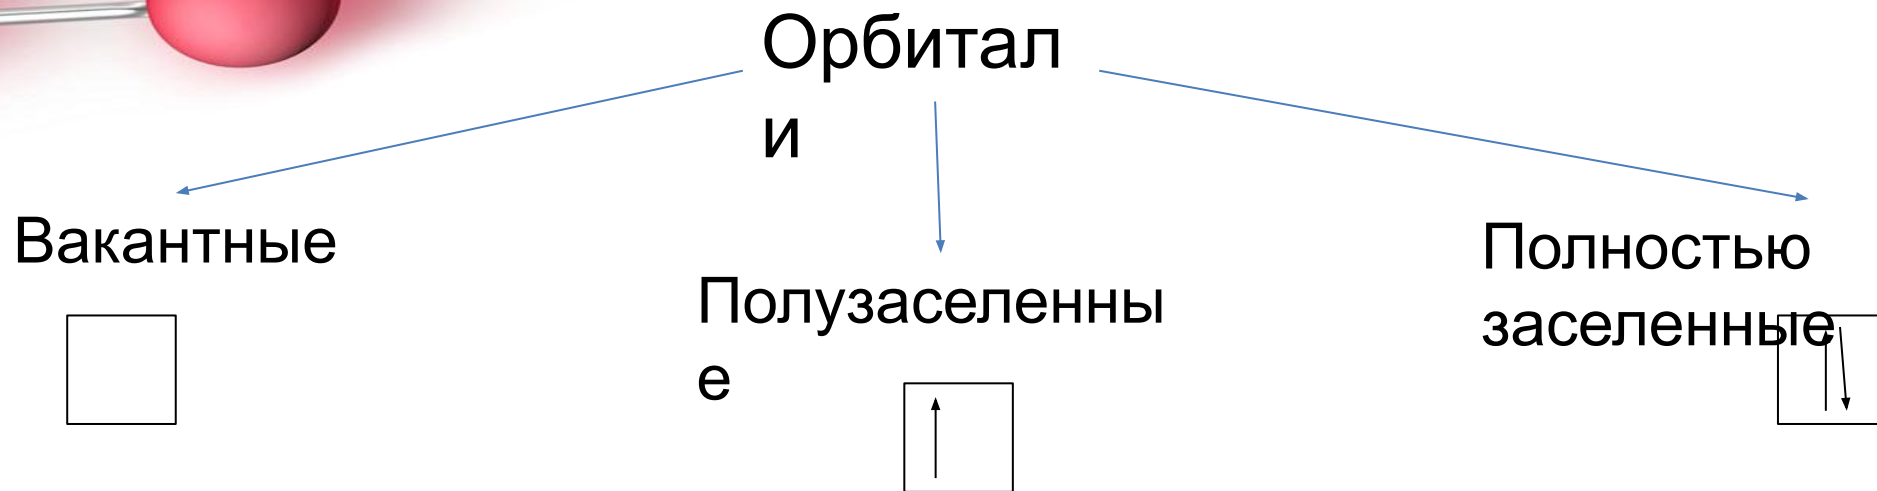 Орбитал
и
Вакантные
Полузаселенны
е
Полностью
заселенные